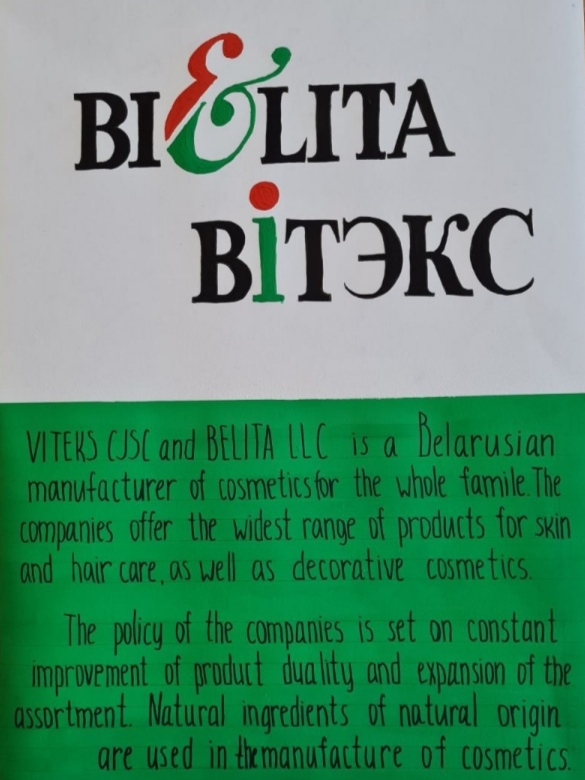 BI&LITA
ВIТЭКС
VITEKS CJSC and BELITA LLC is a Belarusian
manufacturer of cosmetics for the whole famile. The
companies offer the widest range of products for skin
and hair care, as well as decorative cosmetics.
The policy of the companies is set on constant
improvement of product duality and expansion of the
assortment. Natural ingredients of natural origin
are used in the manufacture of cosmetics.